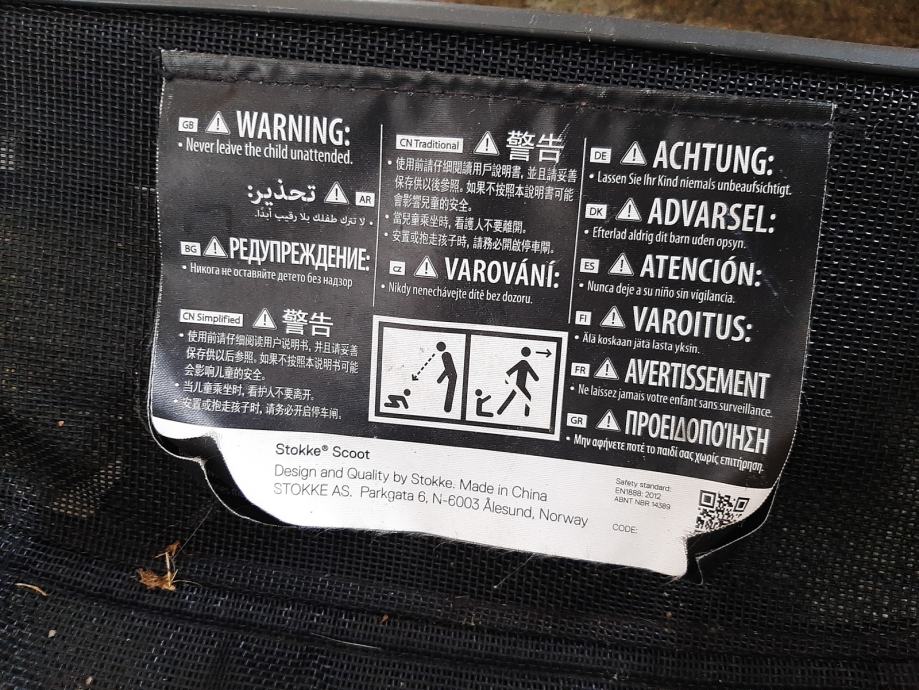 GB WARNING:
• Never leave the child unattended.
تحذير: AR
• لا تترك طفلك بلا رقيب أبدًا.
BG РЕДУПРЕЖДЕНИЕ:
• Никога не оставяйте детето без надзор
CN Simplified 警告
• 使用前请仔细阅读用户说明书, 并且请妥善
保存供以后参照。如果不按照本说明书可能
会影响儿童的安全。
• 当儿童乘坐时, 看护人不要离开。
• 安置或抱走孩子时, 请务必开启停车闸。
CN Traditional 警告
• 使用前請仔細閱讀用戶說明書, 並且請妥善
保存供以後參照。如果不按照本說明書可能
會影響兒童的安全。
• 當兒童乘坐時, 看護人不要離開。
• 安置或抱走孩子時, 請務必開啟停車閘。
CZ VAROVÁNÍ:
• Nikdy nenechávejte dítě bez dozoru.
DE ACHTUNG:
• Lassen Sie Ihr Kind niemals unbeaufsichtigt.
DK ADVARSEL:
• Efterlad aldrig dit barn uden opsyn.
ES ATENCIÓN:
• Nunca deje a su niño sin vigilancia.
FI VAROITUS:
• Älä koskaan jätä lasta yksin.
FR AVERTISSEMENT
• Ne laissez jamais votre enfant sans surveillance.
GR ΠΡΟΕΙΔΟΠΟΊΗΣΗ
• Μην αφήνετε ποτέ το παιδί σας χωρίς επιτήρηση.
Stokke® Scoot
Design and Quality by Stokke. Made in China
STOKKE AS. Parkgata 6, N-6003 Ålesund, Norway
Safety standard:
EN1888: 2012
ABNT NBR 14389
CODE: